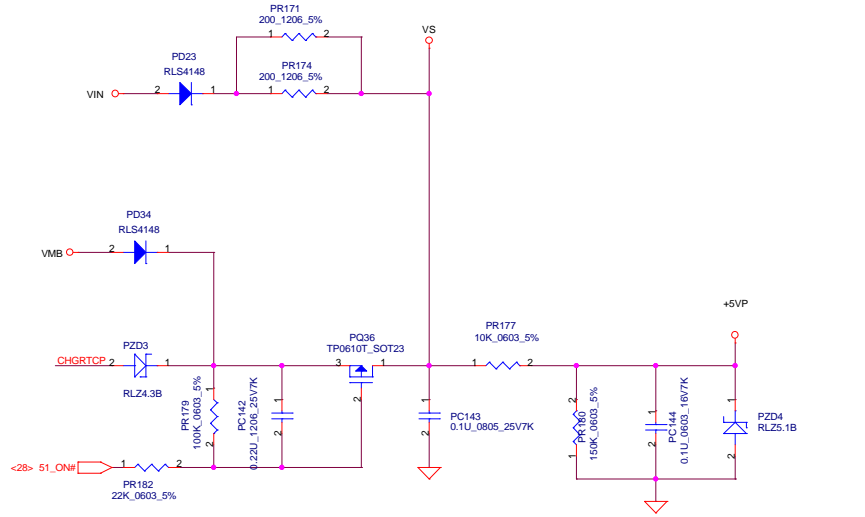 PR171
200_1206_5%
1
2
VS
PD23
RLS4148
PR174
200_1206_5%
VIN
2
1
1
2
PD34
RLS4148
VMB
2
1
+5VP
PZD3
CHGRTCP
2
1
RLZ4.3B
PQ36
TP0610T_SOT23
3
1
2
PR177
10K_0603_5%
1
2
PR179
100K_0603_5%
1
2
PC142
0.22U_1206_25V7K
1
2
PC143
0.1U_0805_25V7K
1
2
PR180
150K_0603_5%
2
1
PC144
0.1U_0603_16V7K
1
2
PZD4
RLZ5.1B
1
2
<28> 51_ON#
1
2
PR182
22K_0603_5%